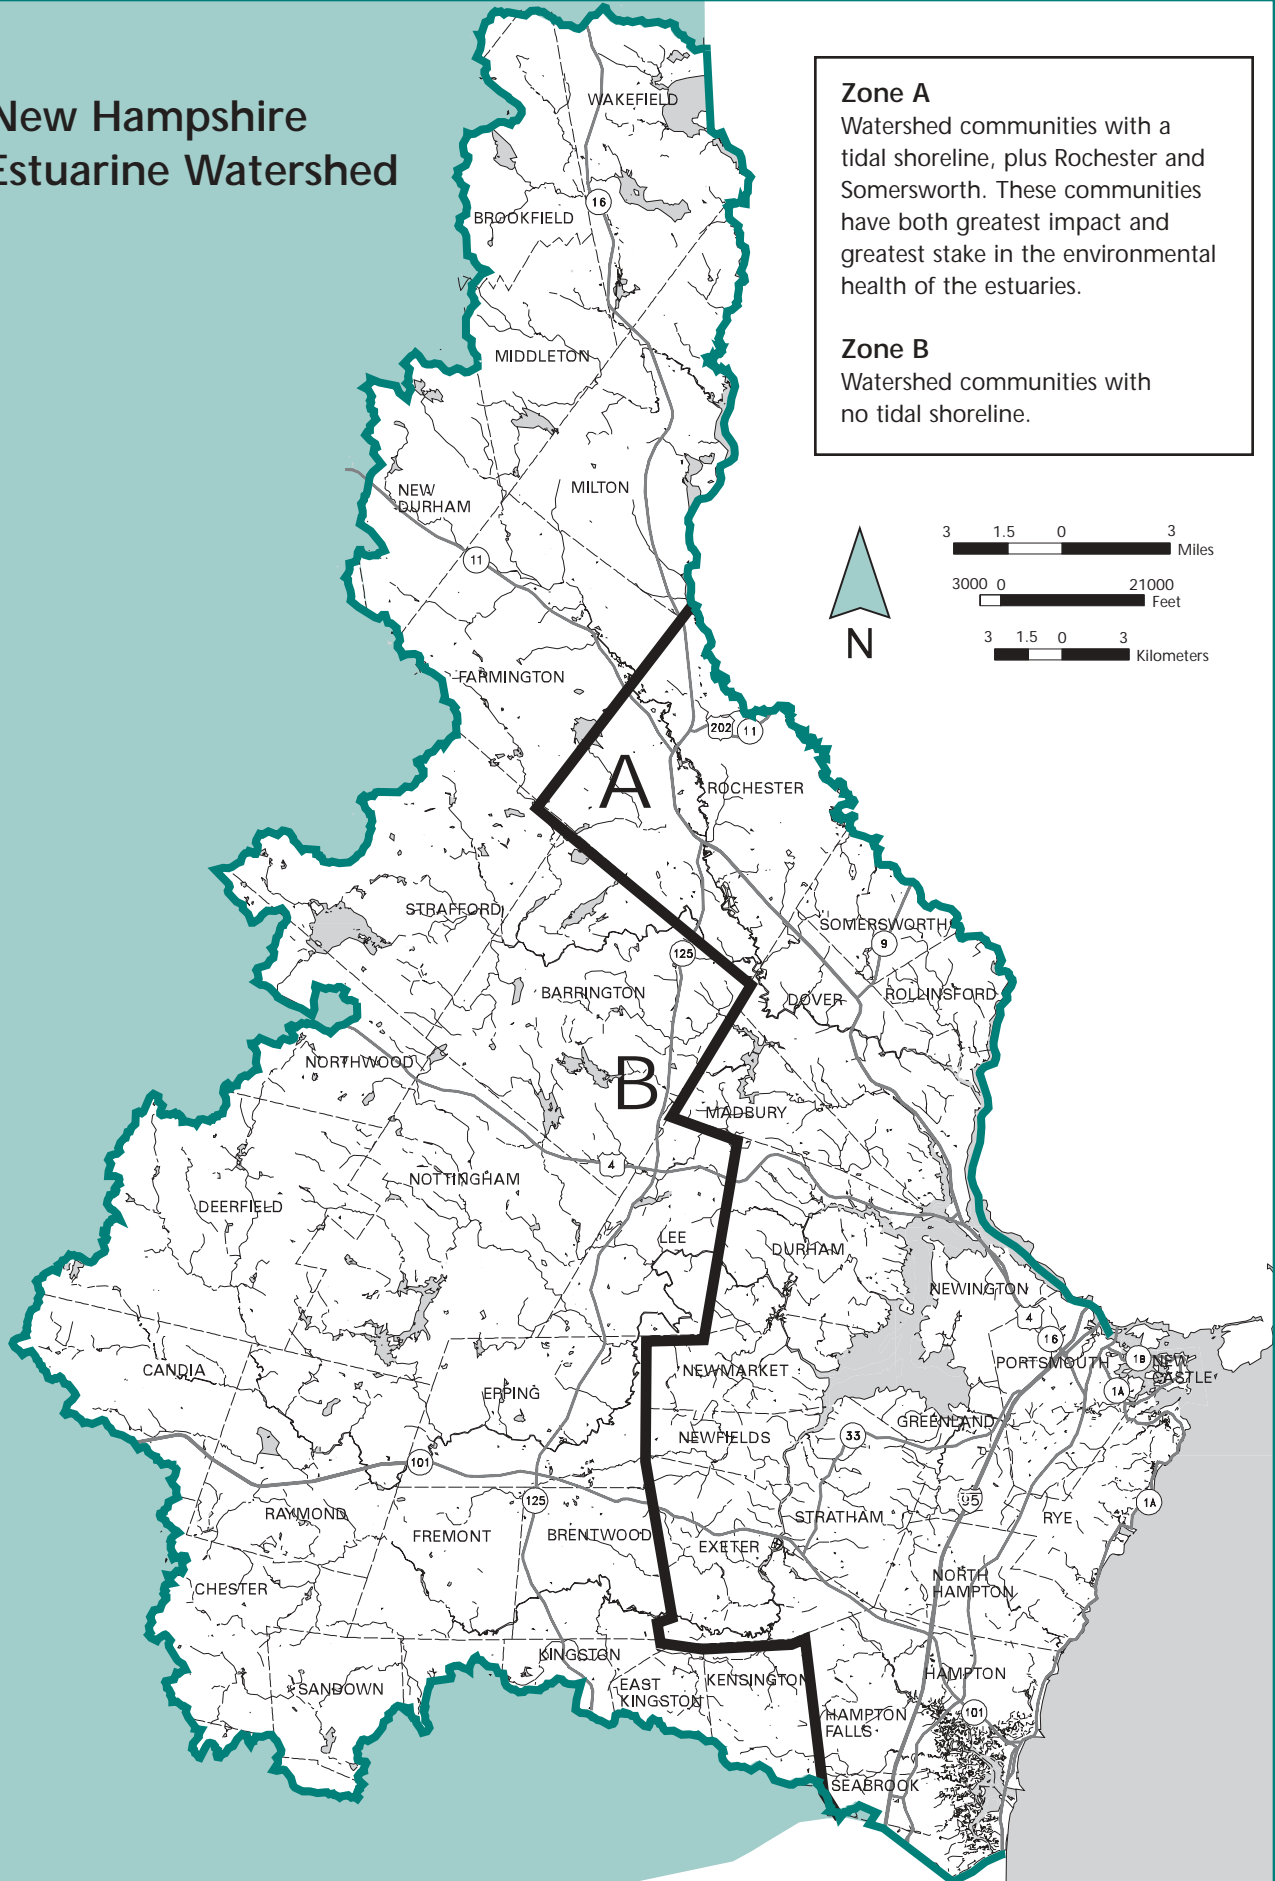 New Hampshire
Estuarine Watershed
Zone A
Watershed communities with a
tidal shoreline, plus Rochester and
Somersworth. These communities
have both greatest impact and
greatest stake in the environmental
health of the estuaries.
Zone B
Watershed communities with
no tidal shoreline.
3 1.5 0 3
Miles
3000 0 21000
Feet
3 1.5 0 3
Kilometers
N
WAKEFIELD
16
BROOKFIELD
MIDDLETON
NEW
DURHAM
MILTON
11
FARMINGTON
202 11
A
ROCHESTER
STRAFFORD
SOMERSWORTH
125
9
BARRINGTON
DOVER
ROLLINSFORD
NORTHWOOD
B
MADBURY
4
NOTTINGHAM
DEERFIELD
LEE
DURHAM
NEWINGTON
4
16
CANDIA
NEWMARKET
PORTSMOUTH
1B
NEW
CASTLE
1A
EPPING
GREENLAND
NEWFIELDS
33
101
125
95
1A
RAYMOND
FREMONT
BRENTWOOD
EXETER
STRATHAM
RYE
CHESTER
NORTH
HAMPTON
KINGSTON
SANDOWN
EAST
KINGSTON
KENSINGTON
HAMPTON
HAMPTON
FALLS
101
SEABROOK